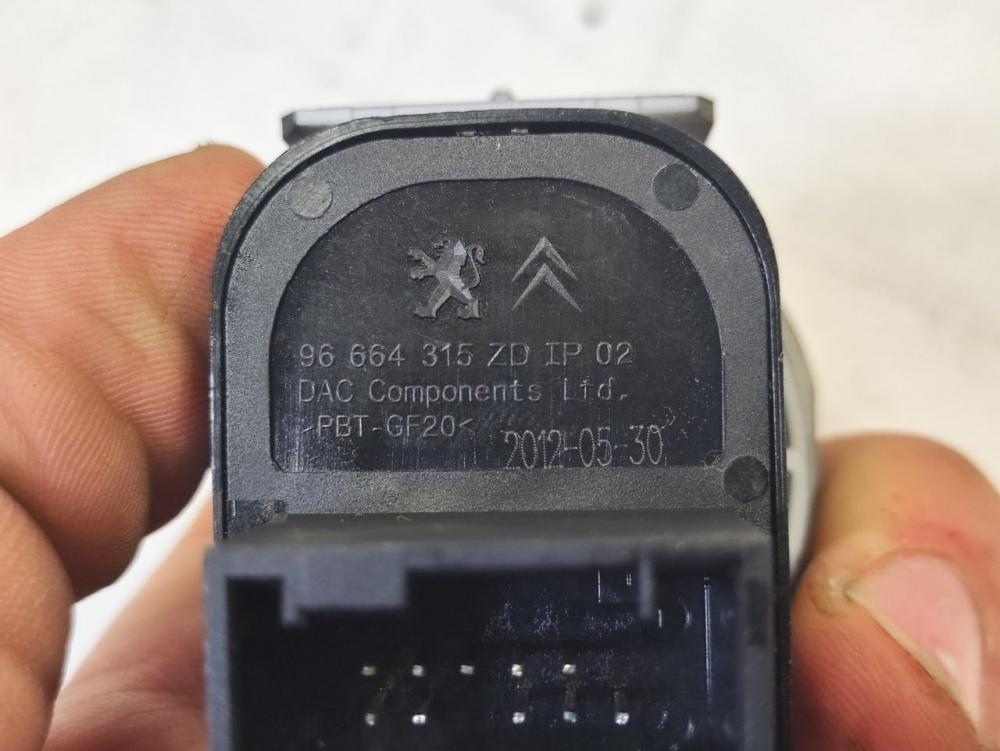 96 664 315 ZD IP 02
DAC Components Ltd.
>PBT-GF20<
2012-05-30